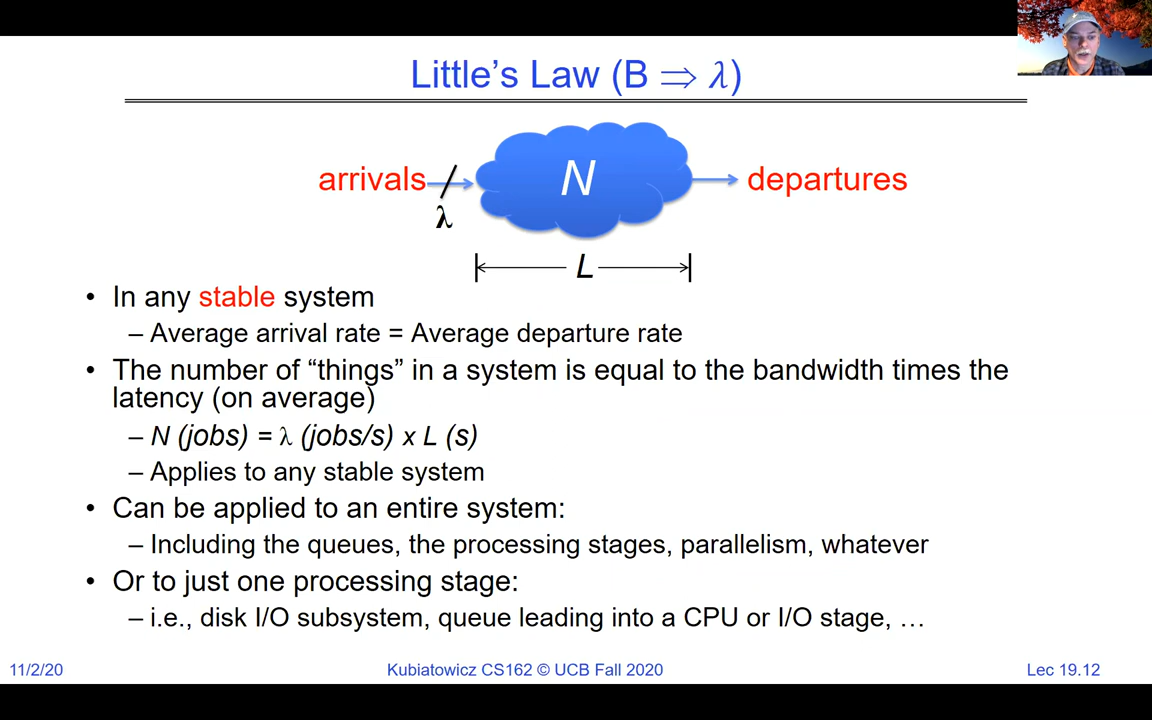 Little’s Law (B ⇒ λ)
arrivals
N
departures
λ
L
• In any stable system
– Average arrival rate = Average departure rate
• The number of “things” in a system is equal to the bandwidth times the
latency (on average)
– N (jobs) = λ (jobs/s) x L (s)
– Applies to any stable system
• Can be applied to an entire system:
– Including the queues, the processing stages, parallelism, whatever
• Or to just one processing stage:
– i.e., disk I/O subsystem, queue leading into a CPU or I/O stage, …
11/2/20
Kubiatowicz CS162 © UCB Fall 2020
Lec 19.12